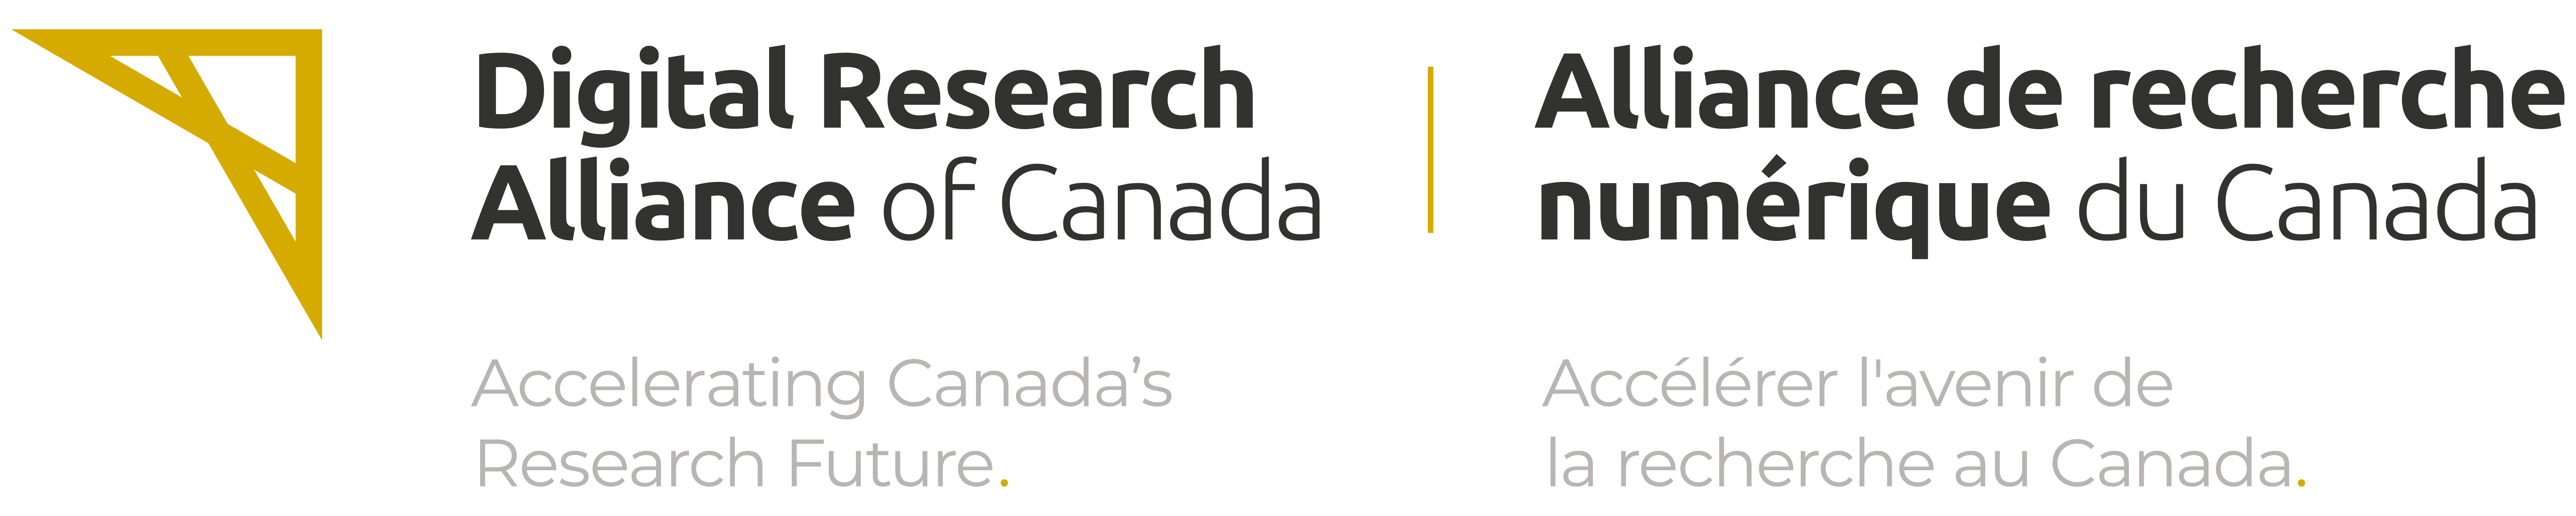 Digital Research
Alliance of Canada
Accelerating Canada’s
Research Future.
Alliance de recherche
numérique du Canada
Accélérer l'avenir de
la recherche au Canada.